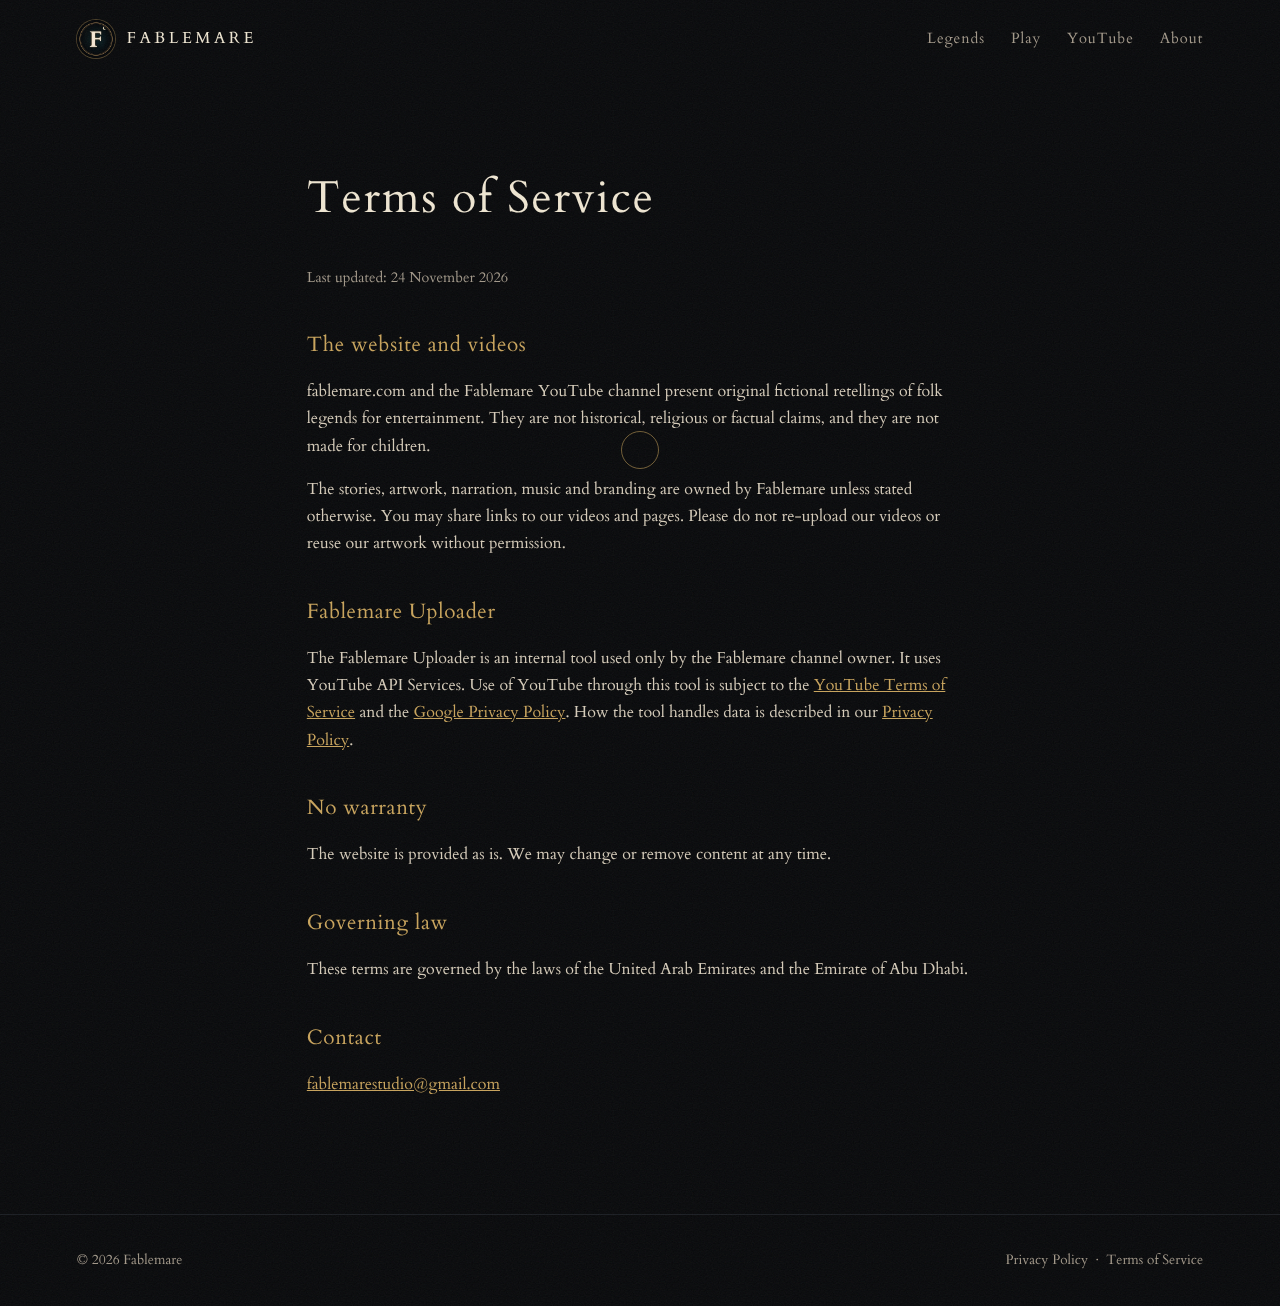 F FABLEMARE
Legends Play YouTube About
Terms of Service
Last updated: 24 November 2026
The website and videos
fablemare.com and the Fablemare YouTube channel present original fictional retellings of folk
legends for entertainment. They are not historical, religious or factual claims, and they are not
made for children.
The stories, artwork, narration, music and branding are owned by Fablemare unless stated
otherwise. You may share links to our videos and pages. Please do not re-upload our videos or
reuse our artwork without permission.
Fablemare Uploader
The Fablemare Uploader is an internal tool used only by the Fablemare channel owner. It uses
YouTube API Services. Use of YouTube through this tool is subject to the YouTube Terms of
Service and the Google Privacy Policy. How the tool handles data is described in our Privacy
Policy.
No warranty
The website is provided as is. We may change or remove content at any time.
Governing law
These terms are governed by the laws of the United Arab Emirates and the Emirate of Abu Dhabi.
Contact
fablemarestudio@gmail.com
© 2026 Fablemare
Privacy Policy · Terms of Service